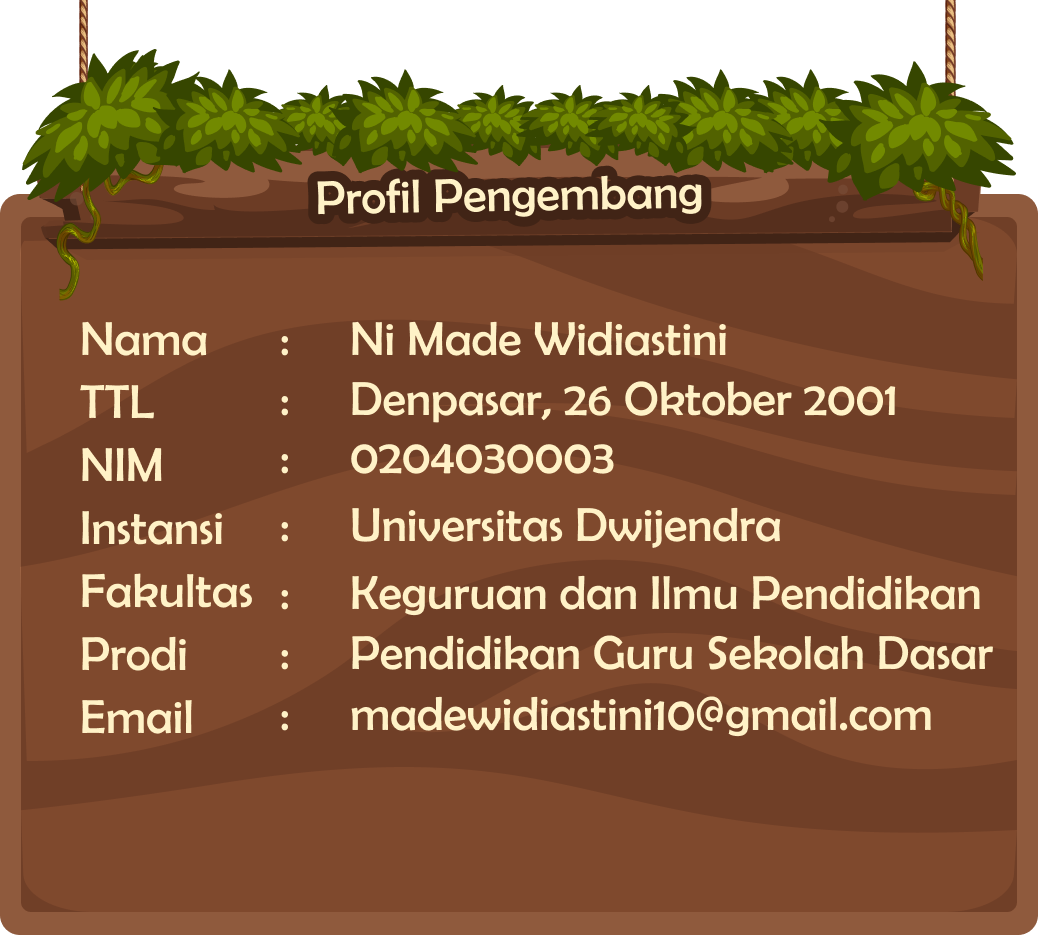 Profil Pengembang
Nama : Ni Made Widiastini
TTL : Denpasar, 26 Oktober 2001
NIM : 0204030003
Instansi : Universitas Dwijendra
Fakultas : Keguruan dan Ilmu Pendidikan
Prodi : Pendidikan Guru Sekolah Dasar
Email : madewidiastini10@gmail.com